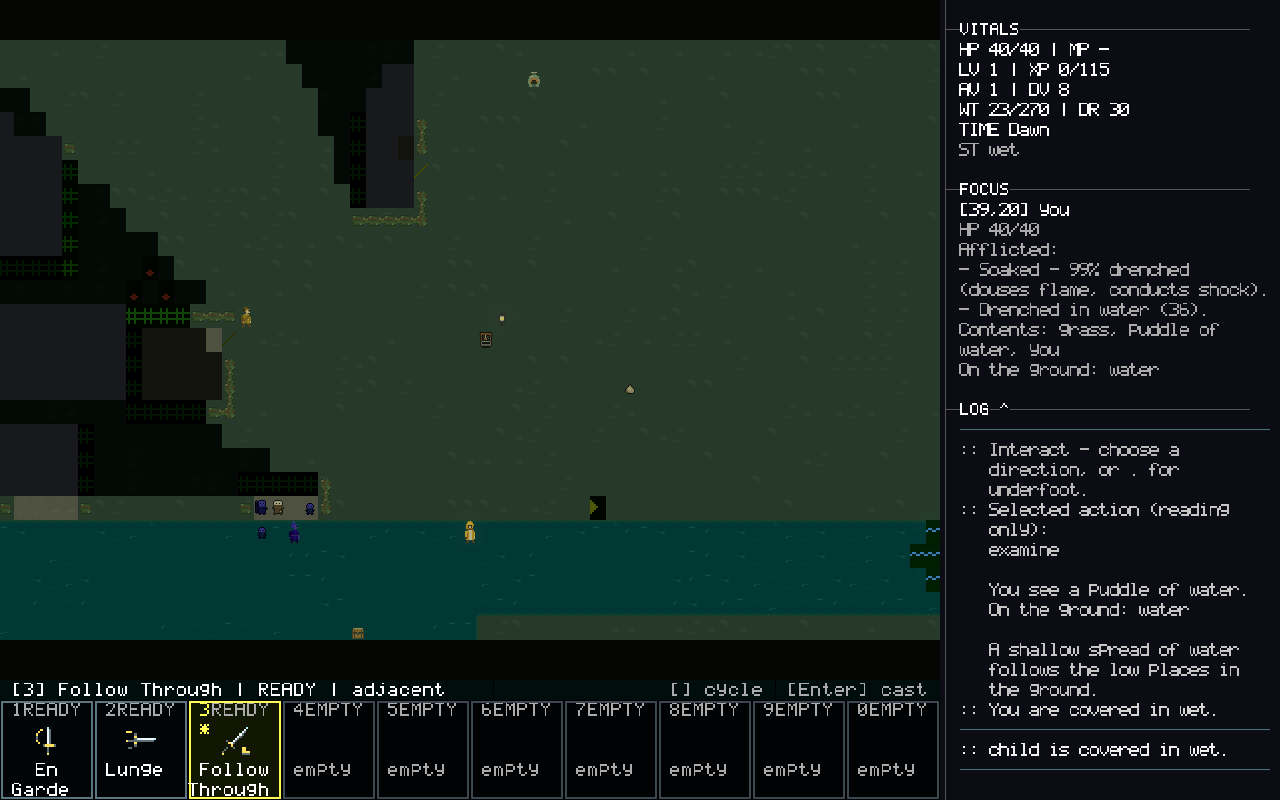 VITALS
HP 40/40 | MP -
LV 1 | XP 0/115
AV 1 | DV 8
WT 23/270 | DR 30
TIME Dawn
ST wet
FOCUS
[39,20] You
HP 40/40
Afflicted:
- Soaked - 99% drenched
(douses flame, conducts shock).
- Drenched in water (36).
Contents: grass, Puddle of
water, You
On the ground: water
LOG ^
:: Interact - choose a
direction, or . for
underfoot.
:: Selected action (reading
only):
examine
You see a Puddle of water.
On the ground: water
A shallow spread of water
follows the low Places in
the ground.
:: You are covered in wet.
:: child is covered in wet.
[3] Follow Through | READY | adjacent
[] cycle [Enter] cast
1READY 2READY 3READY 4EMPTY 5EMPTY 6EMPTY 7EMPTY 8EMPTY 9EMPTY 0EMPTY
En Garde
Lunge
* Follow Through
empty empty empty empty empty empty empty